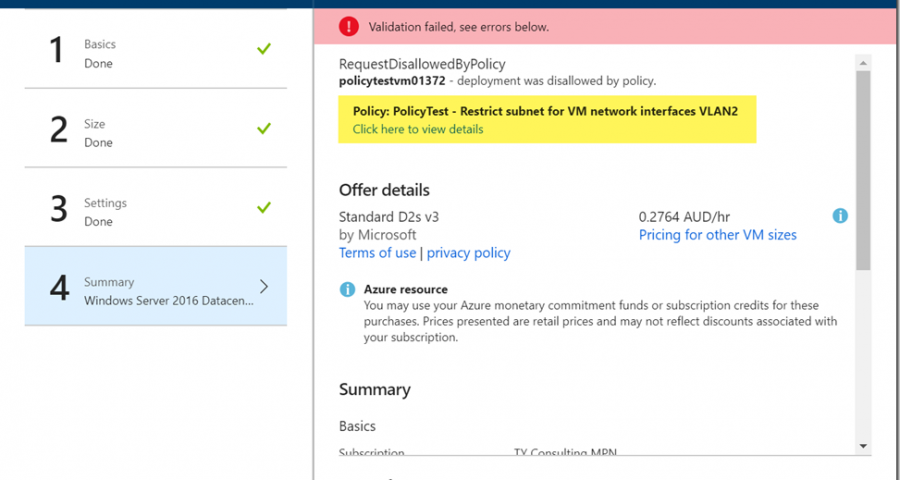 1
Basics
Done
2
Size
Done
3
Settings
Done
4
Summary
Windows Server 2016 Datacen...
Validation failed, see errors below.
RequestDisallowedByPolicy
policytestvm01372 - deployment was disallowed by policy.
Policy: PolicyTest - Restrict subnet for VM network interfaces VLAN2
Click here to view details
Offer details
Standard D2s v3
by Microsoft
Terms of use | privacy policy
0.2764 AUD/hr
Pricing for other VM sizes
Azure resource
You may use your Azure monetary commitment funds or subscription credits for these
purchases. Prices presented are retail prices and may not reflect discounts associated with
your subscription.
Summary
Basics
Subscription TY Consulting MPN